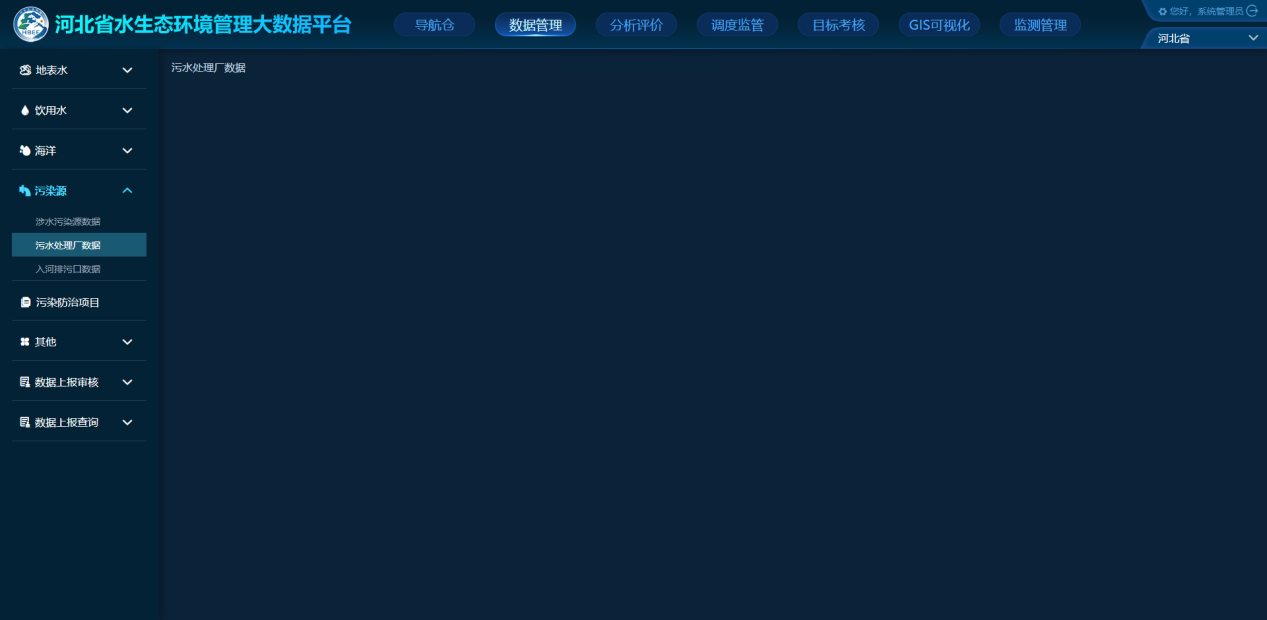 HBEE
河北省水生态环境管理大数据平台
导航仓
数据管理
分析评价
调度监管
目标考核
GIS可视化
监测管理
您好，系统管理员
河北省
地表水
饮用水
海洋
污染源
涉水污染源数据
污水处理厂数据
入河排污口数据
污染防治项目
其他
数据上报审核
数据上报查询
污水处理厂数据